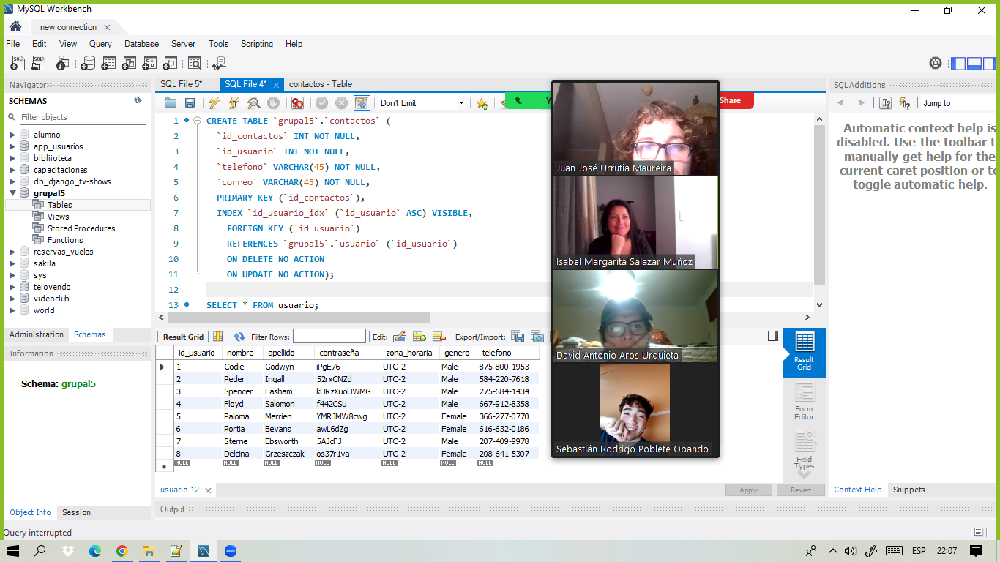 MySQL Workbench
new connection
File Edit View Query Database Server Tools Scripting Help
Navigator
SCHEMAS
Filter objects
alumno
app_usuarios
bibliioteca
capacitaciones
db_django_tv-shows
grupal5
Tables
Views
Stored Procedures
Functions
reservas_vuelos
sakila
sys
telovendo
videoclub
world
Administration Schemas
Information
Schema: grupal5
Object Info Session
Query interrupted
SQL File 5* SQL File 4* contactos - Table
Don't Limit
Share
1 CREATE TABLE `grupal5`.`contactos` (
2 `id_contactos` INT NOT NULL,
3 `id_usuario` INT NOT NULL,
4 `telefono` VARCHAR(45) NOT NULL,
5 `correo` VARCHAR(45) NOT NULL,
6 PRIMARY KEY (`id_contactos`),
7 INDEX `id_usuario_idx` (`id_usuario` ASC) VISIBLE,
8 FOREIGN KEY (`id_usuario`)
9 REFERENCES `grupal5`.`usuario` (`id_usuario`)
10 ON DELETE NO ACTION
11 ON UPDATE NO ACTION);
12
13 SELECT * FROM usuario;
Result Grid Filter Rows: Edit: Export/Import:
id_usuario nombre apellido contraseña zona_horaria genero telefono
1 Codie Godwyn iPgE76 UTC-2 Male 875-800-1953
2 Peder Ingall 52rxCNZd UTC-2 Male 584-220-7618
3 Spencer Fasham kURzXuoUWMG UTC-2 Male 275-684-1434
4 Floyd Salomon f442CSu UTC-2 Male 667-912-8358
5 Paloma Merrien YMRJMW8cwg UTC-2 Female 366-277-0770
6 Portia Bevans awL6dZg UTC-2 Female 616-632-0186
7 Sterne Ebsworth 5AJcFJ UTC-2 Male 207-409-9978
8 Delcina Grzeszczak os37r1va UTC-2 Female 208-641-5307
NULL NULL NULL NULL NULL NULL NULL
usuario 12
Apply Revert
Output
Juan José Urrutia Maureira
Isabel Margarita Salazar Muñoz
David Antonio Aros Urquieta
Sebastián Rodrigo Poblete Obando
Result Grid
Form Editor
Field Types
SQLAdditions
Jump to
Automatic context help is
disabled. Use the toolbar t
manually get help for the
current caret position or to
toggle automatic help.
Context Help Snippets
zoom
ESP 22:07